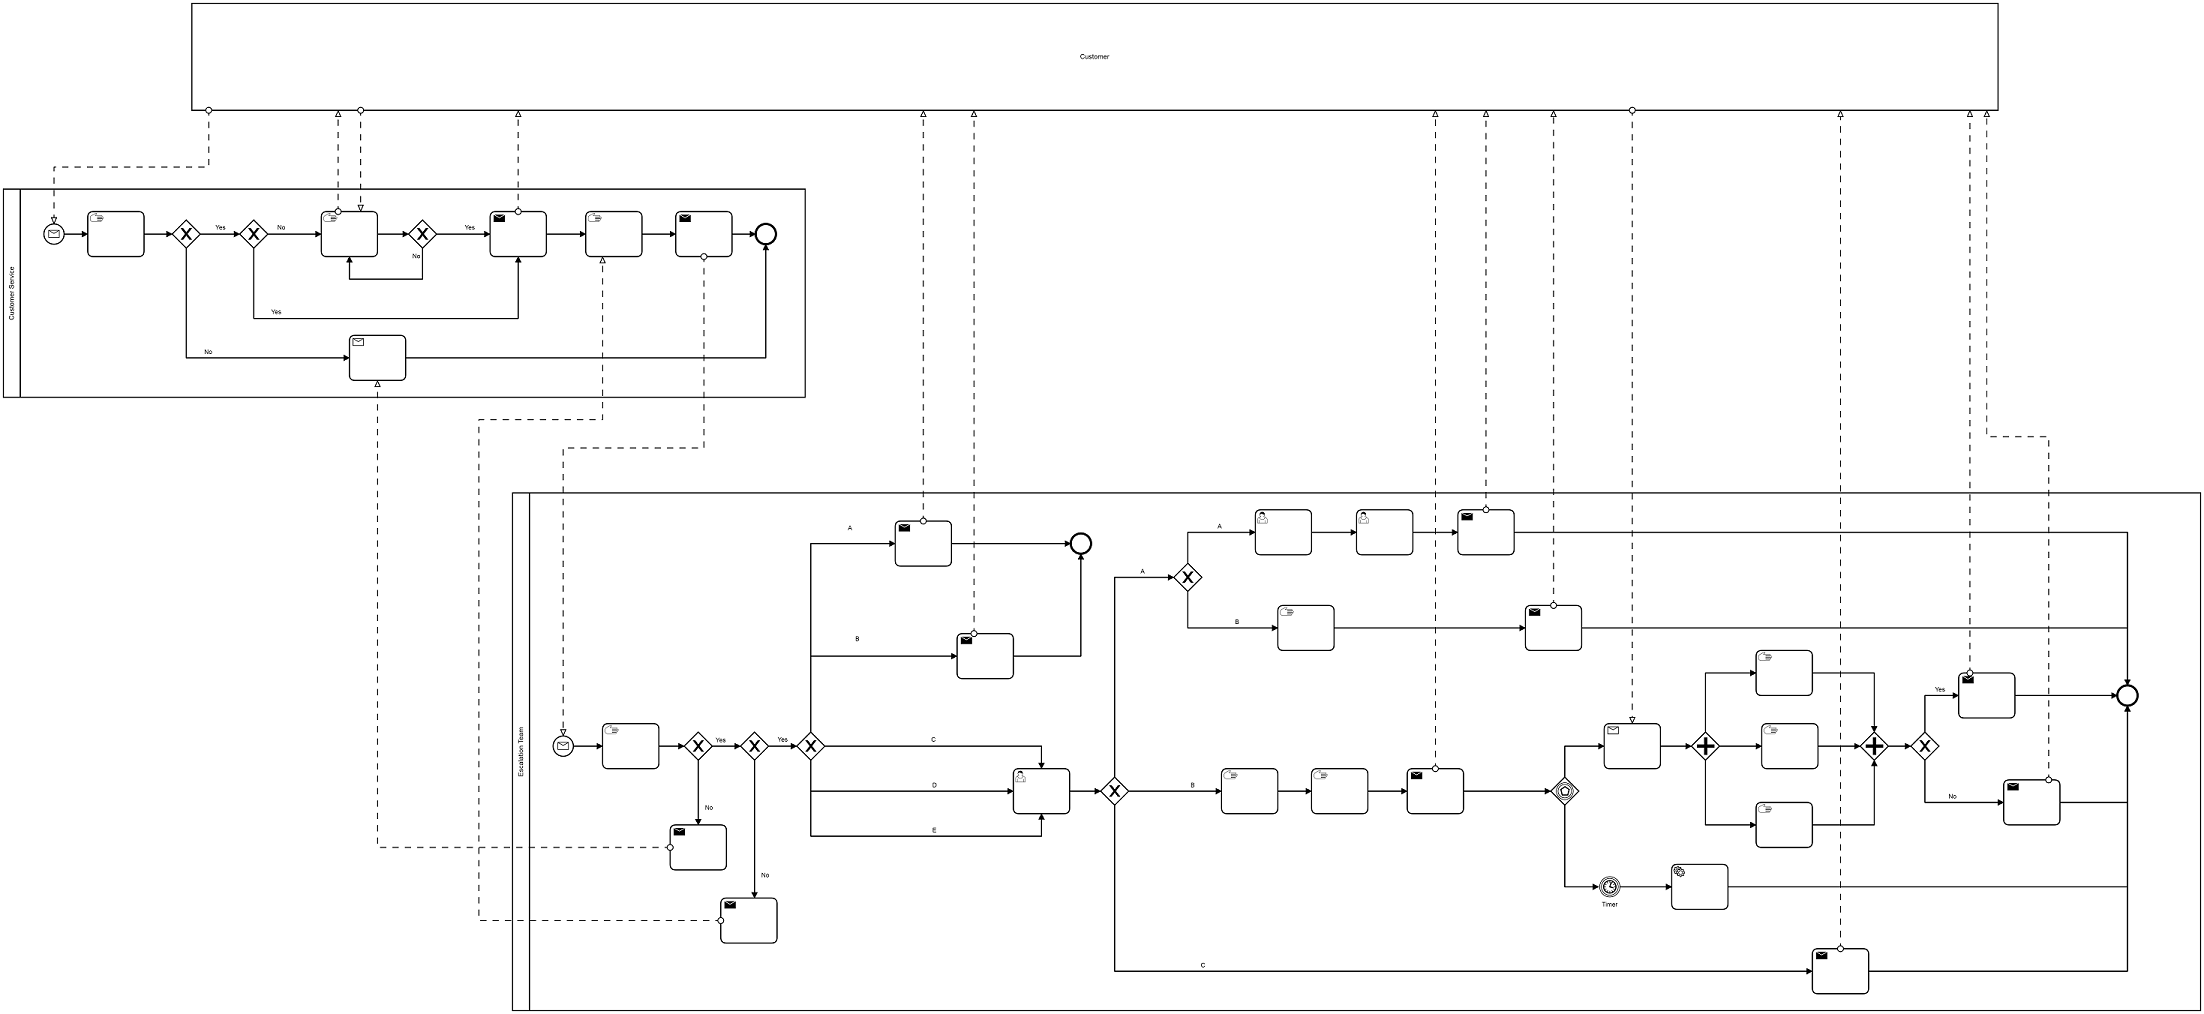 Customer
Customer Service
Yes
No
Yes
No
Yes
No
Escalation Team
A
B
Yes
Yes
C
D
E
No
No
A
A
B
B
C
Yes
No
Timer